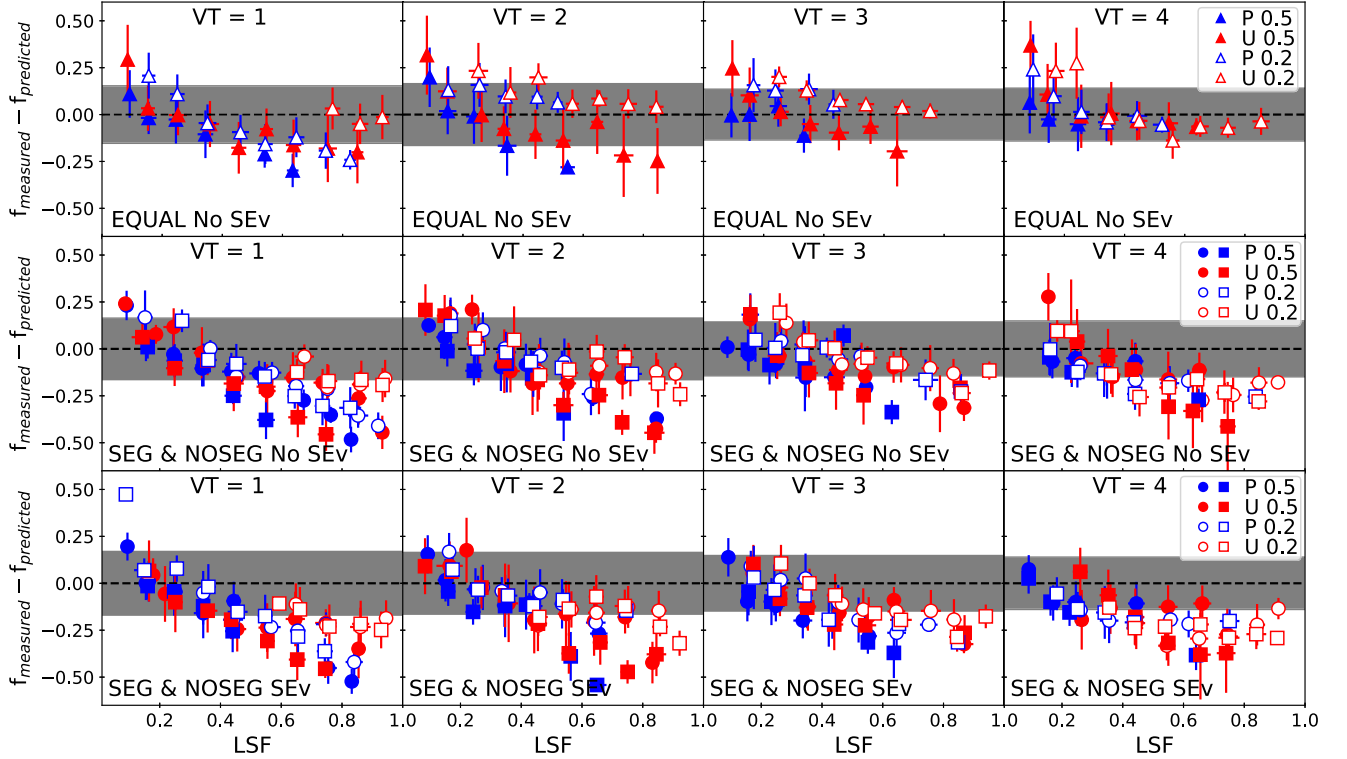 VT = 1 VT = 2 VT = 3 VT = 4
P 0.5
U 0.5
P 0.2
U 0.2
0.50
0.25
0.00
−0.25
−0.50
f_measured − f_predicted
EQUAL No SEv EQUAL No SEv EQUAL No SEv EQUAL No SEv
VT = 1 VT = 2 VT = 3 VT = 4
P 0.5
U 0.5
P 0.2
U 0.2
0.50
0.25
0.00
−0.25
−0.50
f_measured − f_predicted
SEG & NOSEG No SEv SEG & NOSEG No SEv SEG & NOSEG No SEv SEG & NOSEG No SEv
VT = 1 VT = 2 VT = 3 VT = 4
P 0.5
U 0.5
P 0.2
U 0.2
0.50
0.25
0.00
−0.25
−0.50
f_measured − f_predicted
SEG & NOSEG SEv SEG & NOSEG SEv SEG & NOSEG SEv SEG & NOSEG SEv
0.2 0.4 0.6 0.8 1.0 0.2 0.4 0.6 0.8 1.0 0.2 0.4 0.6 0.8 1.0 0.2 0.4 0.6 0.8 1.0
LSF LSF LSF LSF